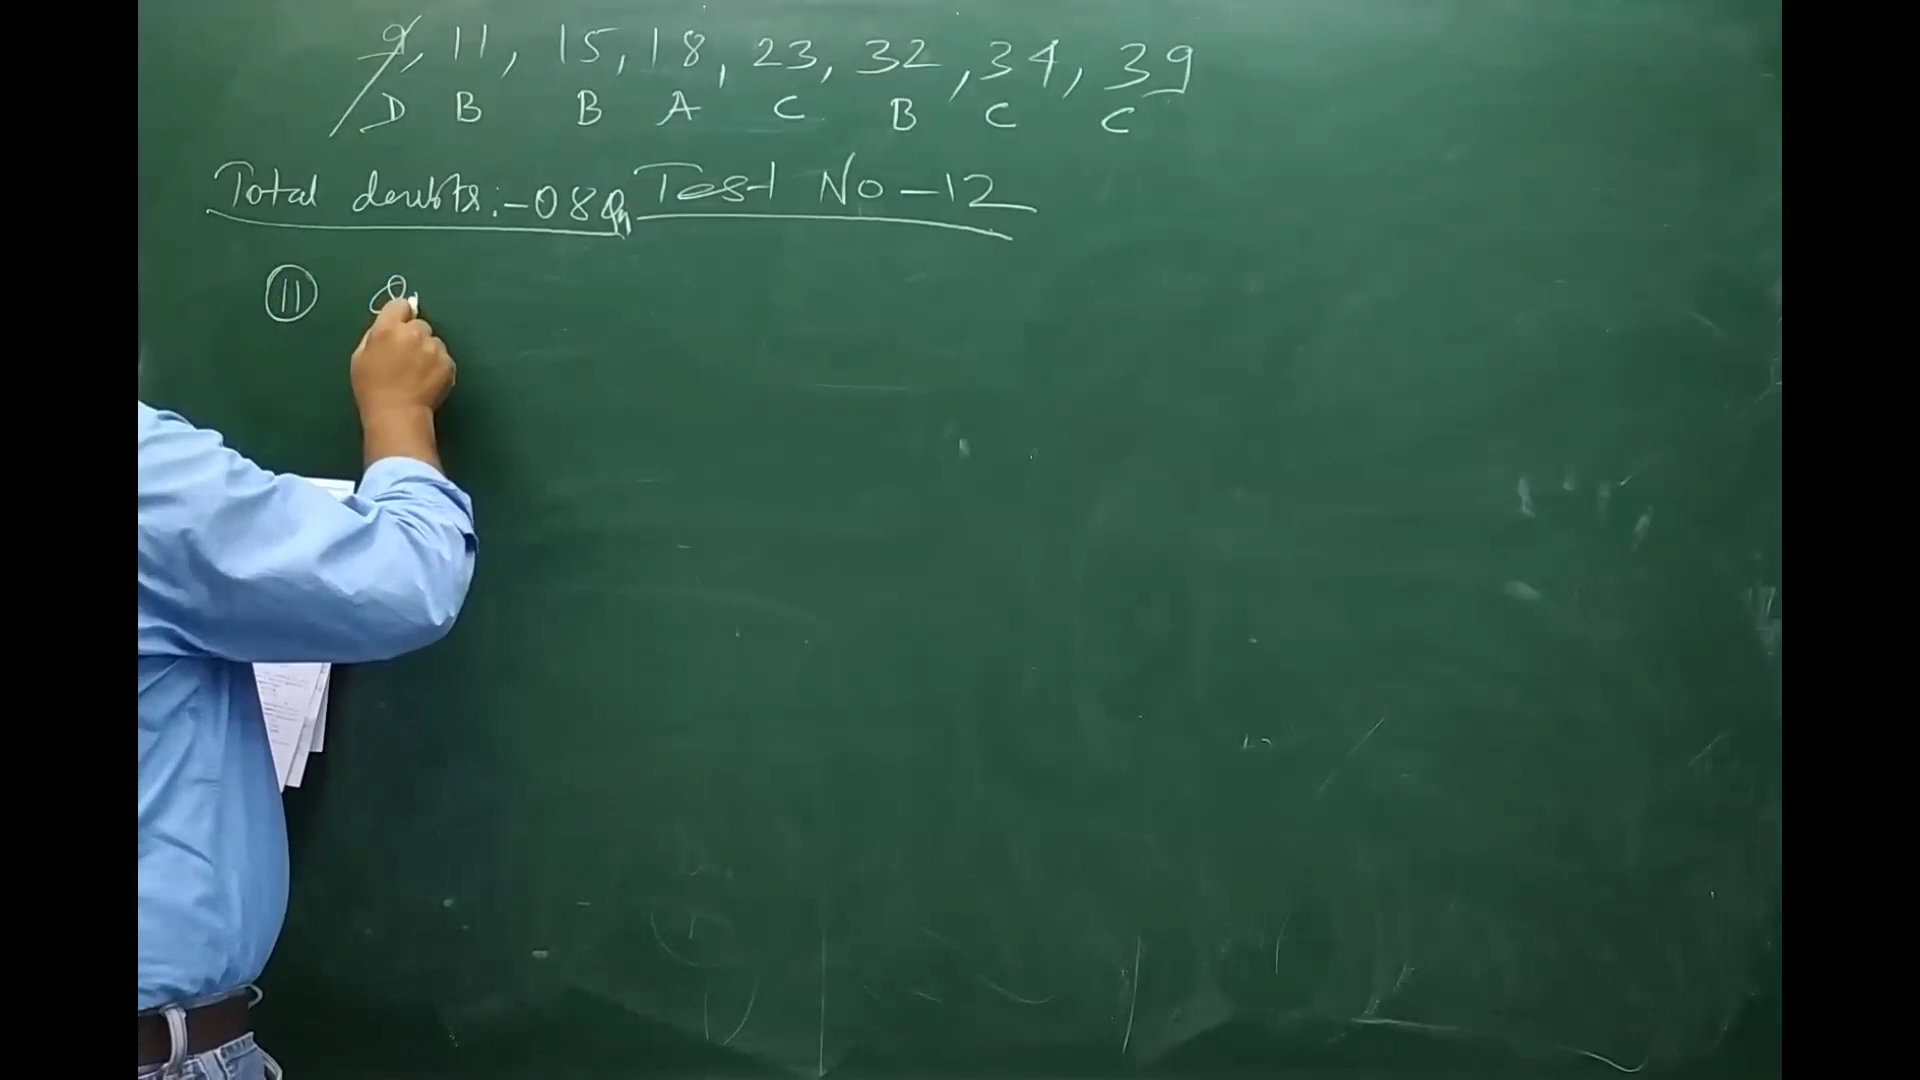 9, 11, 15, 18, 23, 32, 34, 39
D B B A C B C C
Total doubts:-08 Test No-12
11